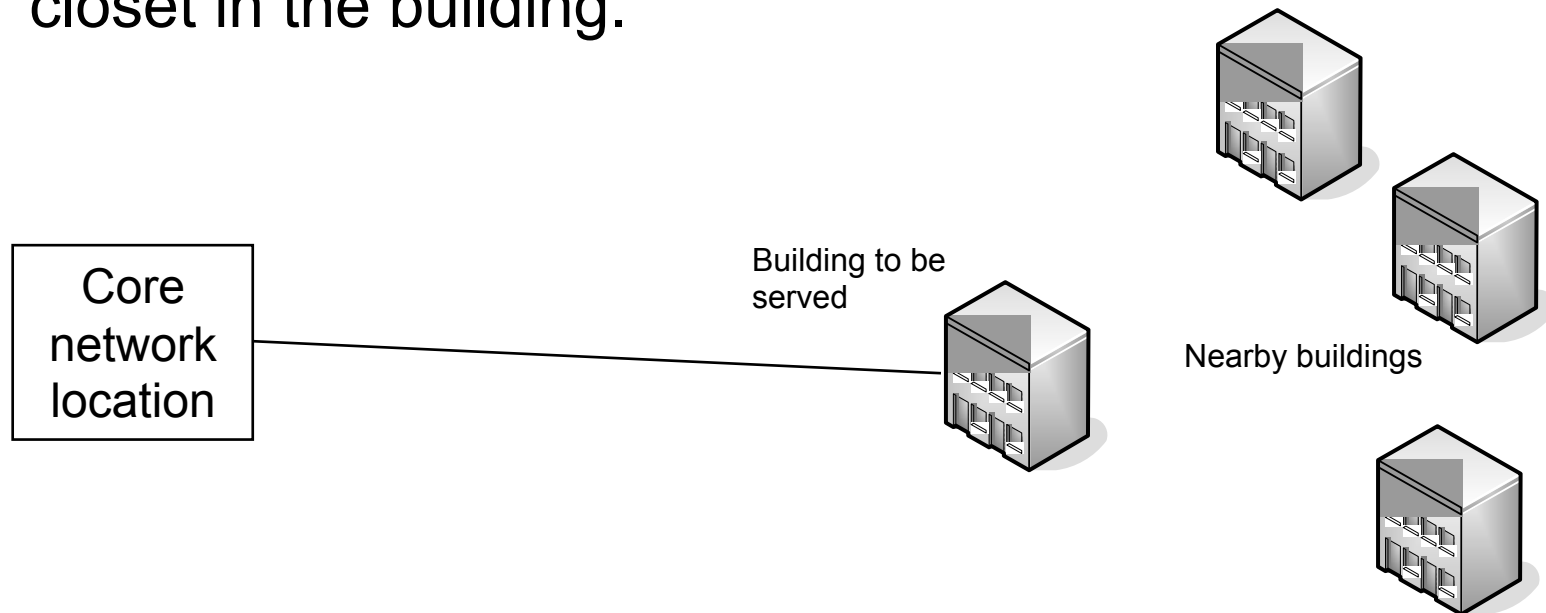 closet in the building.
Building to be
served
Core
network
location
Nearby buildings